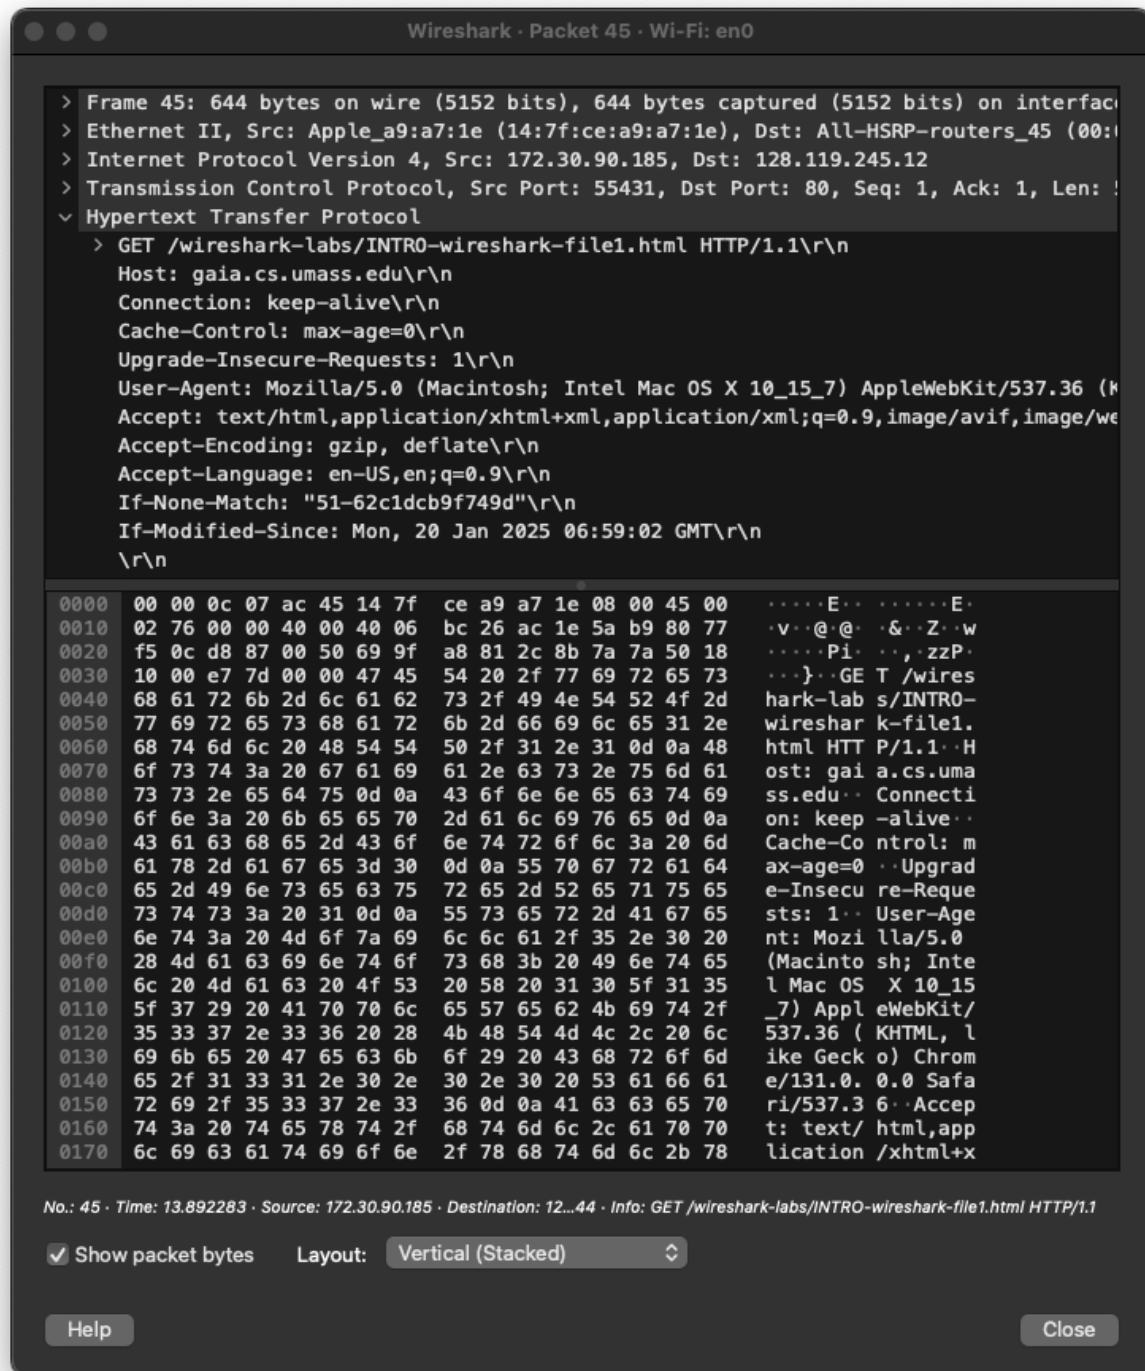 Wireshark · Packet 45 · Wi-Fi: en0
> Frame 45: 644 bytes on wire (5152 bits), 644 bytes captured (5152 bits) on interfac
> Ethernet II, Src: Apple_a9:a7:1e (14:7f:ce:a9:a7:1e), Dst: All-HSRP-routers_45 (00:
> Internet Protocol Version 4, Src: 172.30.90.185, Dst: 128.119.245.12
> Transmission Control Protocol, Src Port: 55431, Dst Port: 80, Seq: 1, Ack: 1, Len:
Hypertext Transfer Protocol
> GET /wireshark-labs/INTRO-wireshark-file1.html HTTP/1.1\r\n
Host: gaia.cs.umass.edu\r\n
Connection: keep-alive\r\n
Cache-Control: max-age=0\r\n
Upgrade-Insecure-Requests: 1\r\n
User-Agent: Mozilla/5.0 (Macintosh; Intel Mac OS X 10_15_7) AppleWebKit/537.36 (K
Accept: text/html,application/xhtml+xml,application/xml;q=0.9,image/avif,image/we
Accept-Encoding: gzip, deflate\r\n
Accept-Language: en-US,en;q=0.9\r\n
If-None-Match: "51-62c1dcb9f749d"\r\n
If-Modified-Since: Mon, 20 Jan 2025 06:59:02 GMT\r\n
\r\n
0000 00 00 0c 07 ac 45 14 7f ce a9 a7 1e 08 00 45 00 ·····E·· ······E·
0010 02 76 00 00 40 00 40 06 bc 26 ac 1e 5a b9 80 77 ·v··@·@· ·&··Z··w
0020 f5 0c d8 87 00 50 69 9f a8 81 2c 8b 7a 7a 50 18 ·····Pi· ··,·zzP·
0030 10 00 e7 7d 00 00 47 45 54 20 2f 77 69 72 65 73 ···}··GE T /wires
0040 68 61 72 6b 2d 6c 61 62 73 2f 49 4e 54 52 4f 2d hark-lab s/INTRO-
0050 77 69 72 65 73 68 61 72 6b 2d 66 69 6c 65 31 2e wireshar k-file1.
0060 68 74 6d 6c 20 48 54 54 50 2f 31 2e 31 0d 0a 48 html HTT P/1.1··H
0070 6f 73 74 3a 20 67 61 69 61 2e 63 73 2e 75 6d 61 ost: gai a.cs.uma
0080 73 73 2e 65 64 75 0d 0a 43 6f 6e 6e 65 63 74 69 ss.edu·· Connecti
0090 6f 6e 3a 20 6b 65 65 70 2d 61 6c 69 76 65 0d 0a on: keep -alive··
00a0 43 61 63 68 65 2d 43 6f 6e 74 72 6f 6c 3a 20 6d Cache-Co ntrol: m
00b0 61 78 2d 61 67 65 3d 30 0d 0a 55 70 67 72 61 64 ax-age=0 ··Upgrad
00c0 65 2d 49 6e 73 65 63 75 72 65 2d 52 65 71 75 65 e-Insecu re-Reque
00d0 73 74 73 3a 20 31 0d 0a 55 73 65 72 2d 41 67 65 sts: 1·· User-Age
00e0 6e 74 3a 20 4d 6f 7a 69 6c 6c 61 2f 35 2e 30 20 nt: Mozi lla/5.0
00f0 28 4d 61 63 69 6e 74 6f 73 68 3b 20 49 6e 74 65 (Macinto sh; Inte
0100 6c 20 4d 61 63 20 4f 53 20 58 20 31 30 5f 31 35 l Mac OS X 10_15
0110 5f 37 29 20 41 70 70 6c 65 57 65 62 4b 69 74 2f _7) Appl eWebKit/
0120 35 33 37 2e 33 36 20 28 4b 48 54 4d 4c 2c 20 6c 537.36 ( KHTML, l
0130 69 6b 65 20 47 65 63 6b 6f 29 20 43 68 72 6f 6d ike Geck o) Chrom
0140 65 2f 31 33 31 2e 30 2e 30 2e 30 20 53 61 66 61 e/131.0. 0.0 Safa
0150 72 69 2f 35 33 37 2e 33 36 0d 0a 41 63 63 65 70 ri/537.3 6··Accep
0160 74 3a 20 74 65 78 74 2f 68 74 6d 6c 2c 61 70 70 t: text/ html,app
0170 6c 69 63 61 74 69 6f 6e 2f 78 68 74 6d 6c 2b 78 lication /xhtml+x
No.: 45 · Time: 13.892283 · Source: 172.30.90.185 · Destination: 12...44 · Info: GET /wireshark-labs/INTRO-wireshark-file1.html HTTP/1.1
Show packet bytes Layout: Vertical (Stacked)
Help Close